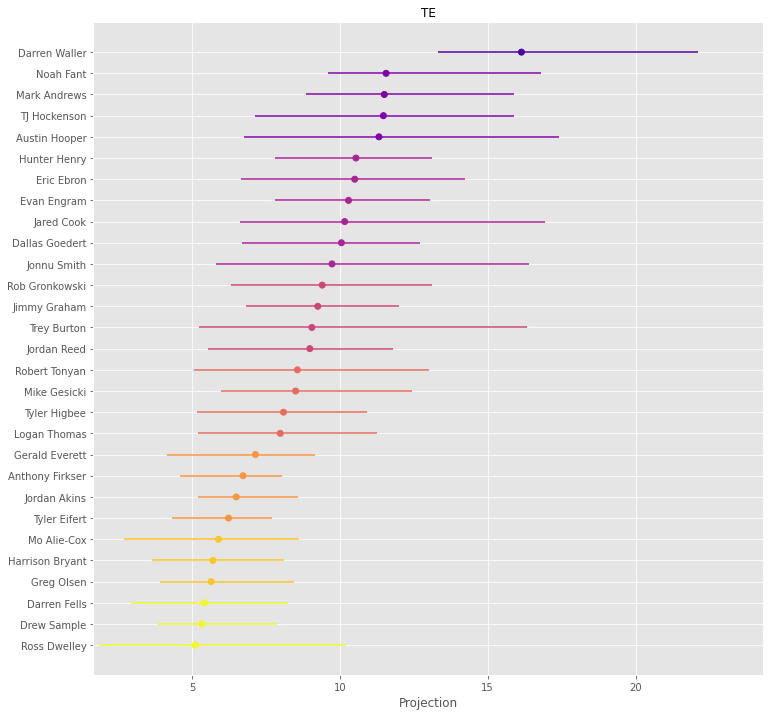 TE
Darren Waller
Noah Fant
Mark Andrews
TJ Hockenson
Austin Hooper
Hunter Henry
Eric Ebron
Evan Engram
Jared Cook
Dallas Goedert
Jonnu Smith
Rob Gronkowski
Jimmy Graham
Trey Burton
Jordan Reed
Robert Tonyan
Mike Gesicki
Tyler Higbee
Logan Thomas
Gerald Everett
Anthony Firkser
Jordan Akins
Tyler Eifert
Mo Alie-Cox
Harrison Bryant
Greg Olsen
Darren Fells
Drew Sample
Ross Dwelley
5 10 15 20
Projection